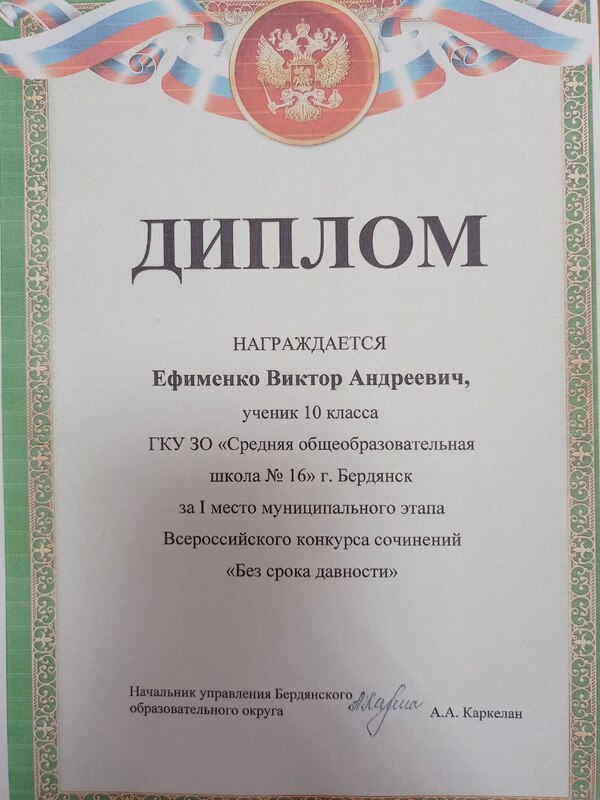 ДИПЛОМ
НАГРАЖДАЕТСЯ
Ефименко Виктор Андреевич,
ученик 10 класса
ГКУ ЗО «Средняя общеобразовательная
школа № 16» г. Бердянск
за I место муниципального этапа
Всероссийского конкурса сочинений
«Без срока давности»
Начальник управления Бердянского
образовательного округа
А.А. Каркелан